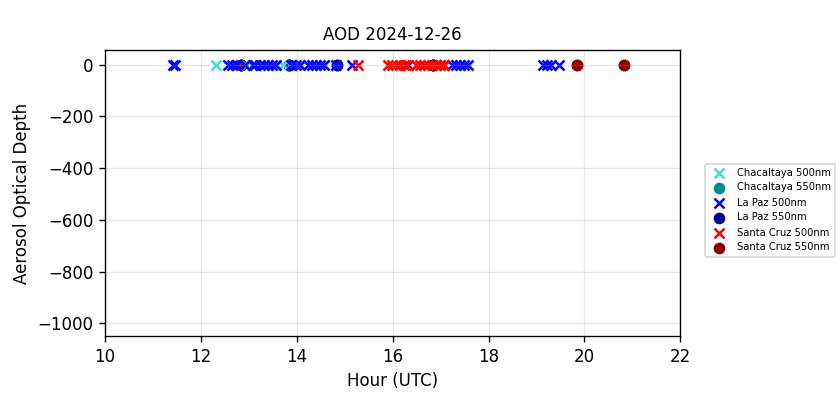 AOD 2024-12-26
Aerosol Optical Depth
0
−200
−400
−600
−800
−1000
10 12 14 16 18 20 22
Hour (UTC)
Chacaltaya 500nm
Chacaltaya 550nm
La Paz 500nm
La Paz 550nm
Santa Cruz 500nm
Santa Cruz 550nm